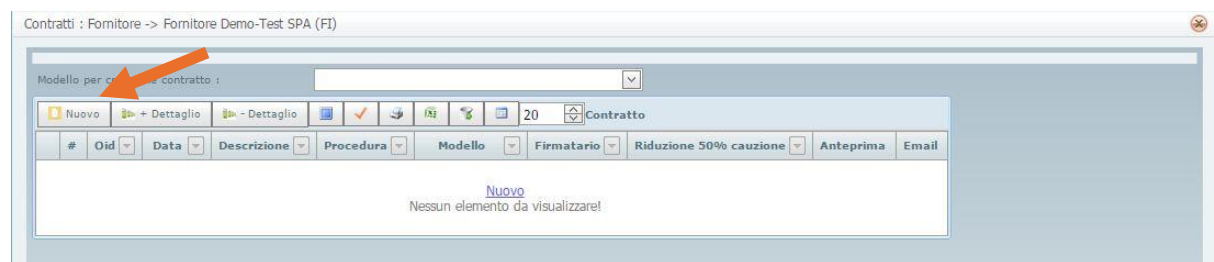 Contratti : Fornitore -> Fornitore Demo-Test SPA (FI)
Modello per contratto :
Nuovo + Dettaglio - Dettaglio 20 Contratto
# Oid Data Descrizione Procedura Modello Firmatario Riduzione 50% cauzione Anteprima Email
Nuovo
Nessun elemento da visualizzare!